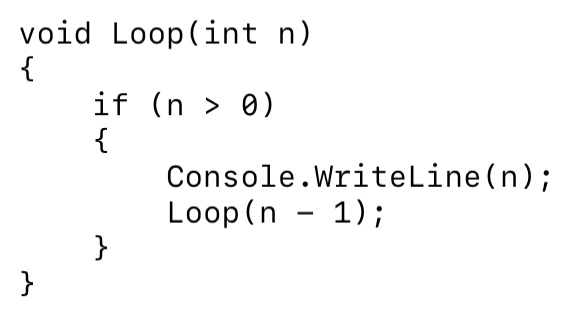 void Loop(int n)
{
    if (n > 0)
    {
        Console.WriteLine(n);
        Loop(n – 1);
    }
}